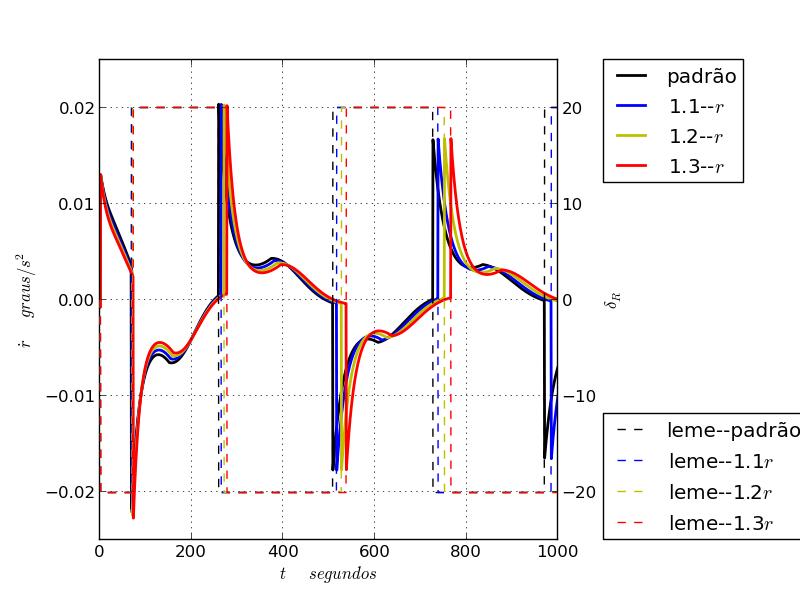 0.02
0.01
0.00
−0.01
−0.02
20
10
0
−10
−20
0 200 400 600 800 1000
t segundos
ṙ graus/s²
δ_R
padrão
1.1--r
1.2--r
1.3--r
leme--padrão
leme--1.1r
leme--1.2r
leme--1.3r